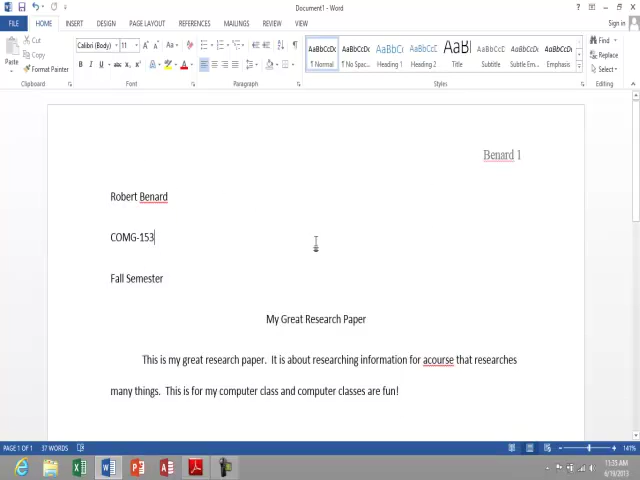 Document1 - Word
Sign in
FILE HOME INSERT DESIGN PAGE LAYOUT REFERENCES MAILINGS REVIEW VIEW
Paste
Cut
Copy
Format Painter
Calibri (Body) 11
AaBbCcDc AaBbCcDc AaBbCc AaBbCc AaBl AaBbCcD AaBbCcDc AaBbCcDc
¶ Normal ¶ No Spac... Heading 1 Heading 2 Title Subtitle Subtle Em... Emphasis
Find
Replace
Select
Clipboard Font Paragraph Styles Editing
Benard 1
Robert Benard
COMG-153
Fall Semester
My Great Research Paper
This is my great research paper. It is about researching information for acourse that researches
many things. This is for my computer class and computer classes are fun!
PAGE 1 OF 1 37 WORDS
141%
11:35 AM
6/19/2013